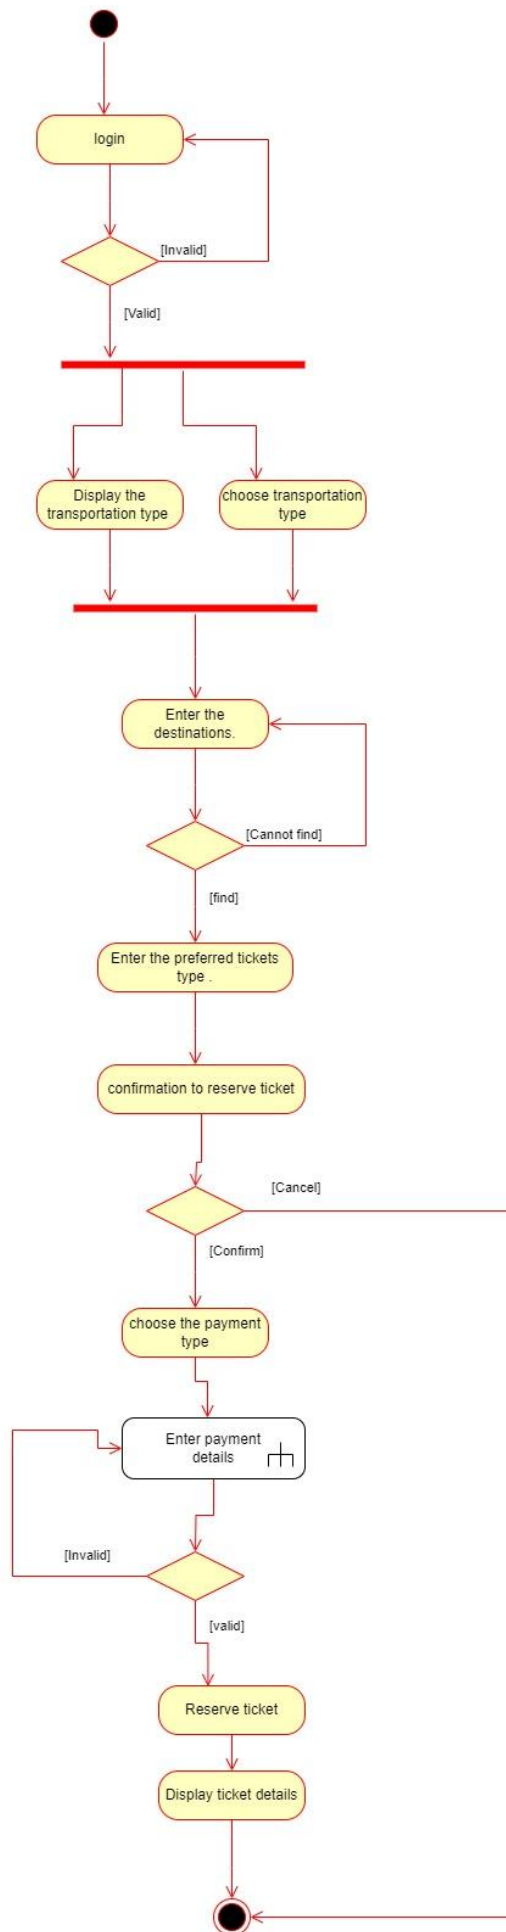 login
[Invalid]
[Valid]
Display the
transportation type
choose transportation
type
Enter the
destinations.
[Cannot find]
[find]
Enter the preferred tickets
type .
confirmation to reserve ticket
[Cancel]
[Confirm]
choose the payment
type
Enter payment
details
[Invalid]
[valid]
Reserve ticket
Display ticket details